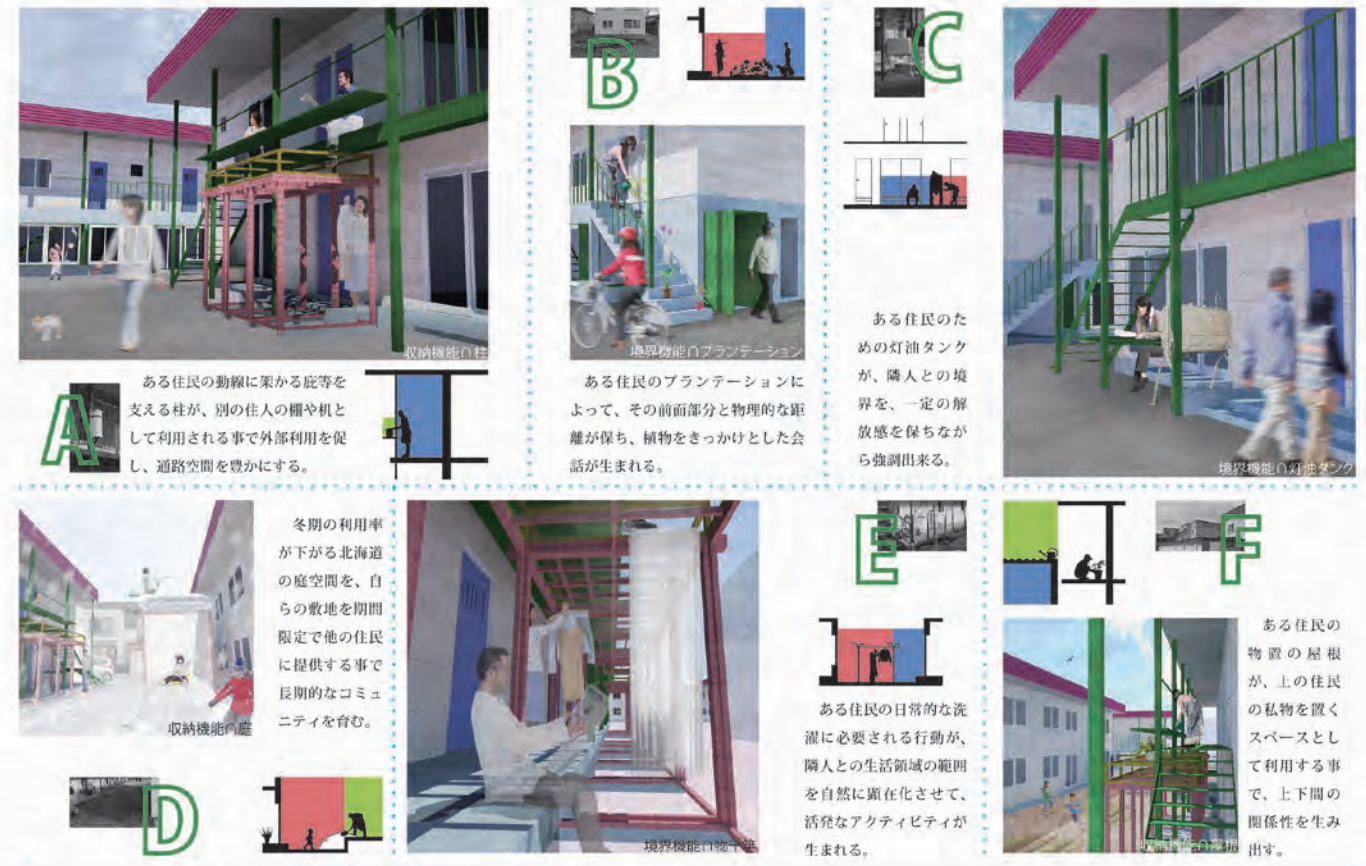 収納機能∩柱
A
ある住民の動線に架かる庇等を
支える柱が、別の住人の棚や机と
して利用される事で外部利用を促
し、通路空間を豊かにする。
B
境界機能∩プランテーション
ある住民のプランテーションに
よって、その前面部分と物理的な距
離が保ち、植物をきっかけとした会
話が生まれる。
C
ある住民のた
めの灯油タンク
が、隣人との境
界を、一定の解
放感を保ちなが
ら強調出来る。
境界機能∩灯油タンク
収納機能∩庭
冬期の利用率
が下がる北海道
の庭空間を、自
らの敷地を期間
限定で他の住民
に提供する事で
長期的なコミュ
ニティを育む。
D
境界機能∩物干竿
E
ある住民の日常的な洗
濯に必要される行動が、
隣人との生活領域の範囲
を自然に顕在化させて、
活発なアクティビティが
生まれる。
F
収納機能∩屋根
ある住民の
物置の屋根
が、上の住民
の私物を置く
スペースとし
て利用する事
で、上下間の
関係性を生み
出す。